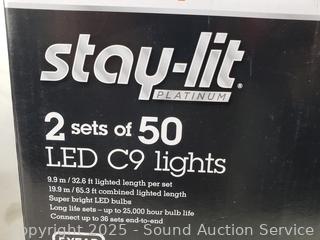 stay-lit®
PLATINUM
2 sets of 50
LED C9 lights
9.9 m / 32.6 ft lighted length per set
19.9 m / 65.3 ft combined lighted length
Super bright LED bulbs
Long life sets – up to 25,000 hour bulb life
Connect up to 36 sets end-to-end
5 YEAR
Copyright 2025 - Sound Auction Service